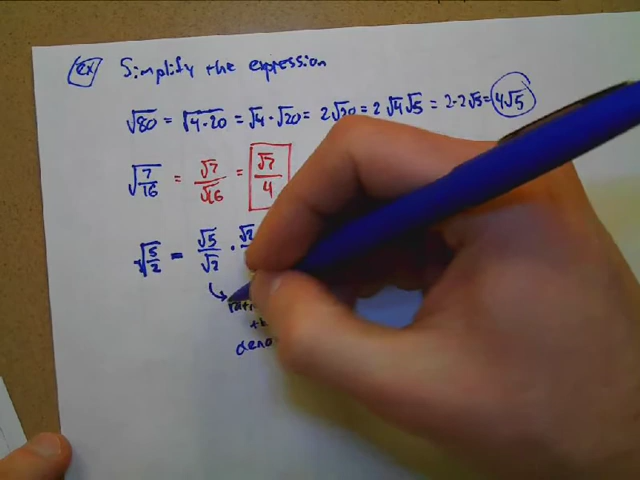 ex Simplify the expression
√80 = √4·20 = √4 · √20 = 2√20 = 2√4√5 = 2·2√5 = 4√5
√7/16 = √7/√16 = √7/4
√5/2 = √5/√2 · √2